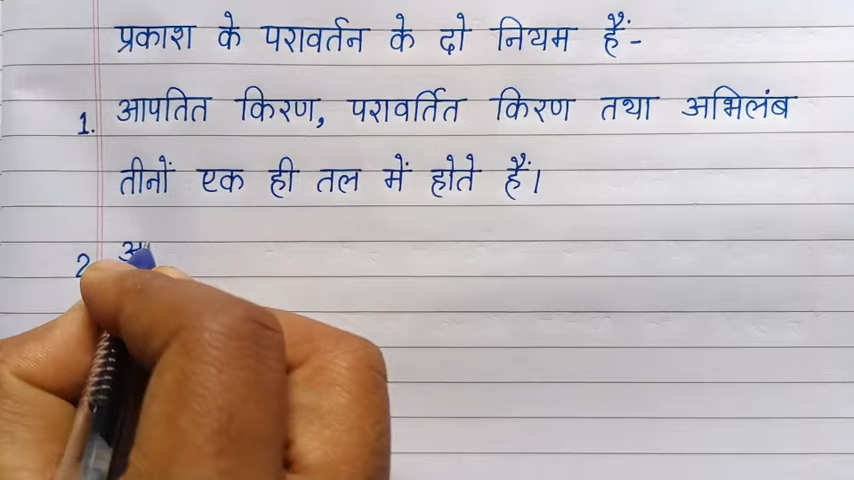 प्रकाश के परावर्तन के दो नियम हैं-
1. आपतित किरण, परावर्तित किरण तथा अभिलंब
तीनों एक ही तल में होते हैं।
2